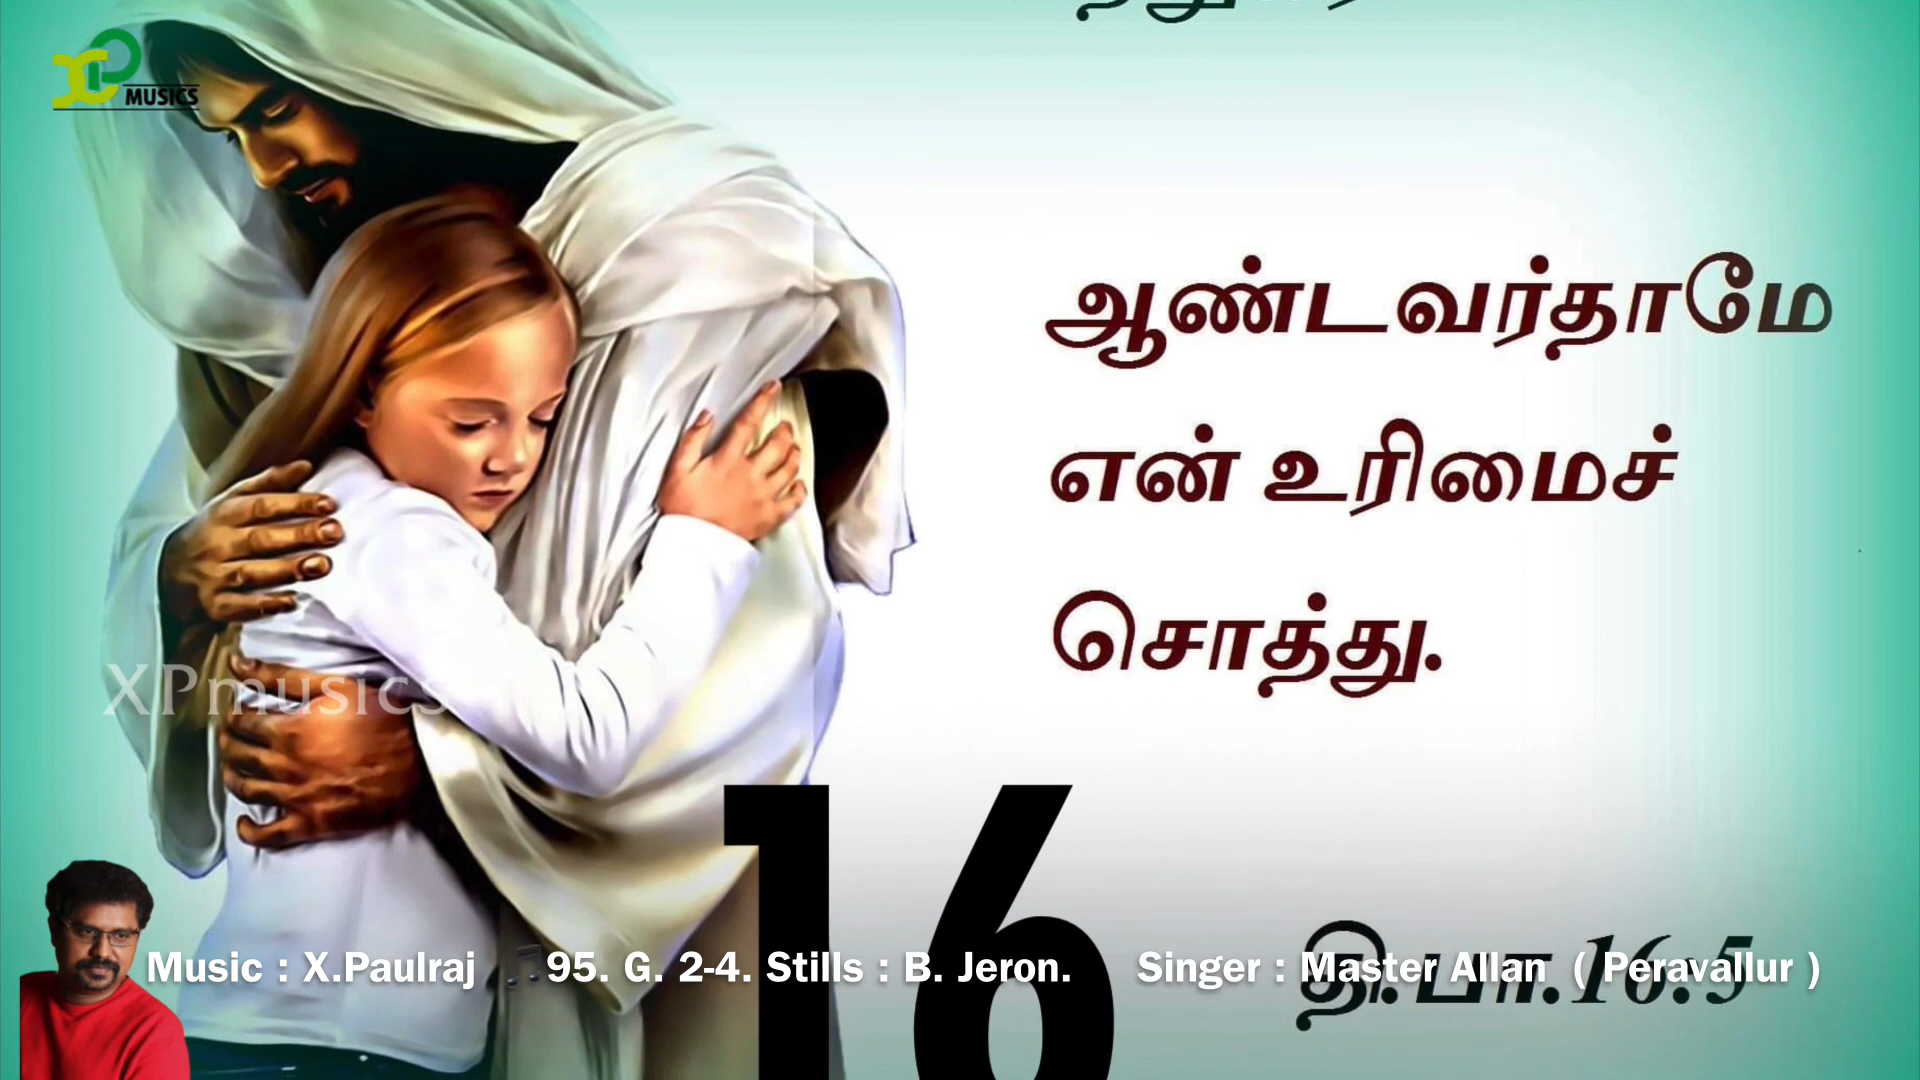 XP MUSICS
ஆண்டவர்தாமே
என் உரிமைச்
சொத்து.
XPmusics
16
தி.பா.16:5
Music : X.Paulraj 95. G. 2-4. Stills : B. Jeron. Singer : Master Allan ( Peravallur )